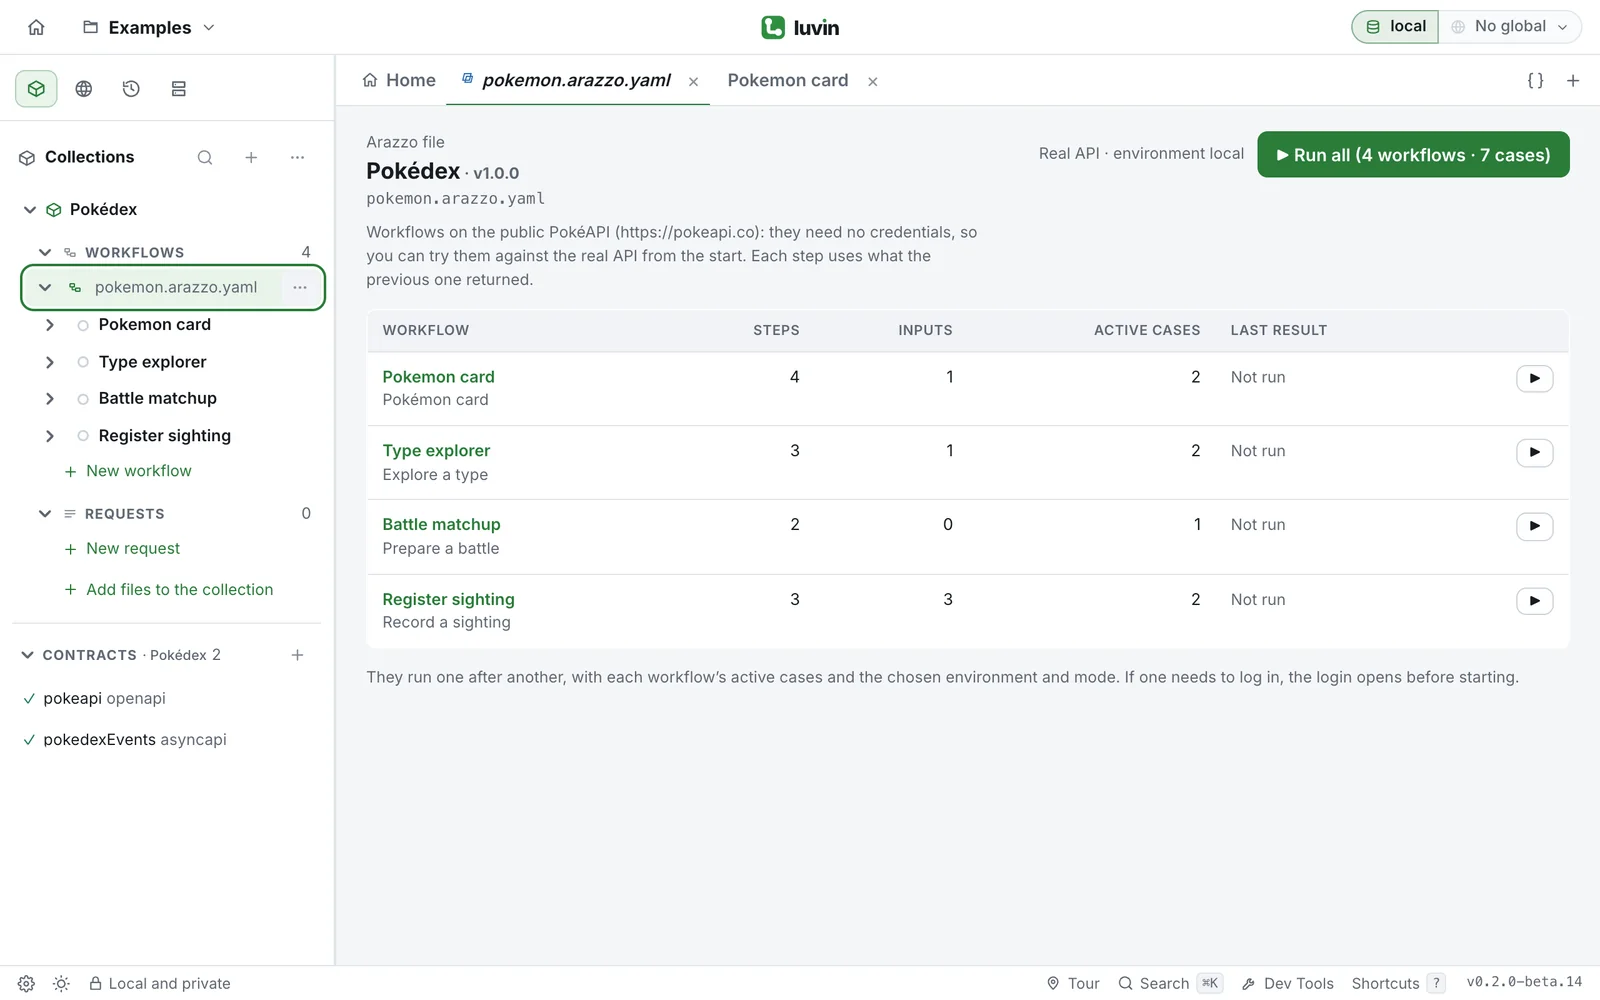 Examples
luvin
local
No global
Home
pokemon.arazzo.yaml
Pokemon card
Collections
Pokédex
WORKFLOWS 4
pokemon.arazzo.yaml
Pokemon card
Type explorer
Battle matchup
Register sighting
+ New workflow
REQUESTS 0
+ New request
+ Add files to the collection
CONTRACTS · Pokédex 2
pokeapi openapi
pokedexEvents asyncapi
Arazzo file
Pokédex · v1.0.0
pokemon.arazzo.yaml
Real API · environment local
Run all (4 workflows · 7 cases)
Workflows on the public PokéAPI (https://pokeapi.co): they need no credentials, so
you can try them against the real API from the start. Each step uses what the
previous one returned.
WORKFLOW STEPS INPUTS ACTIVE CASES LAST RESULT
Pokemon card 4 1 2 Not run
Pokémon card
Type explorer 3 1 2 Not run
Explore a type
Battle matchup 2 0 1 Not run
Prepare a battle
Register sighting 3 3 2 Not run
Record a sighting
They run one after another, with each workflow’s active cases and the chosen environment and mode. If one needs to log in, the login opens before starting.
Local and private
Tour
Search ⌘K
Dev Tools
Shortcuts ?
v0.2.0-beta.14